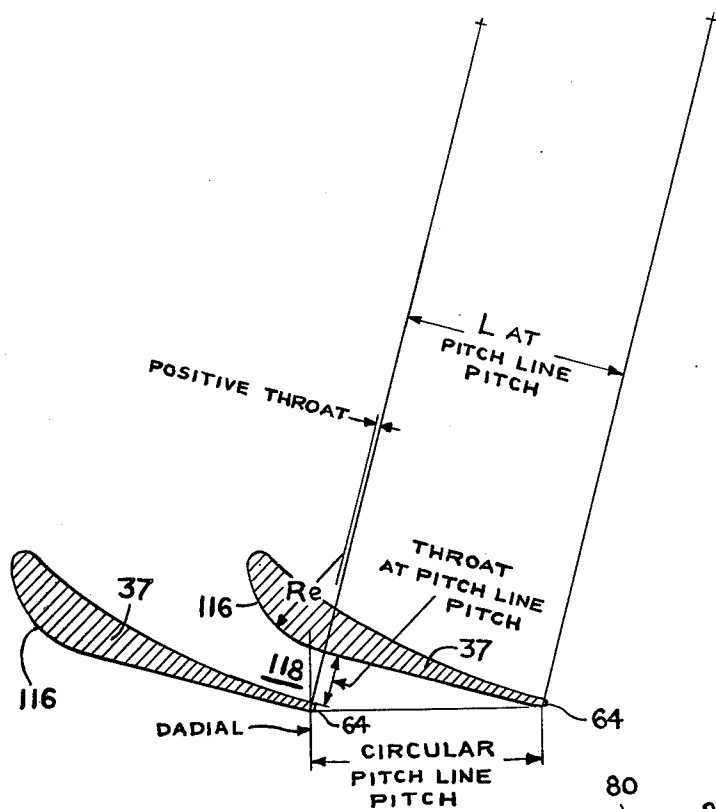 L AT
PITCH LINE
PITCH
POSITIVE THROAT
THROAT
AT PITCH LINE
PITCH
37
Re
116
37
118
116
64
64
DADIAL
CIRCULAR
PITCH LINE
PITCH
80